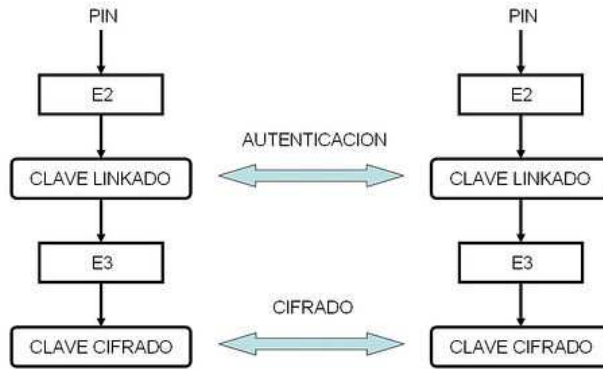 PIN
PIN
E2
E2
AUTENTICACION
CLAVE LINKADO
CLAVE LINKADO
E3
E3
CIFRADO
CLAVE CIFRADO
CLAVE CIFRADO